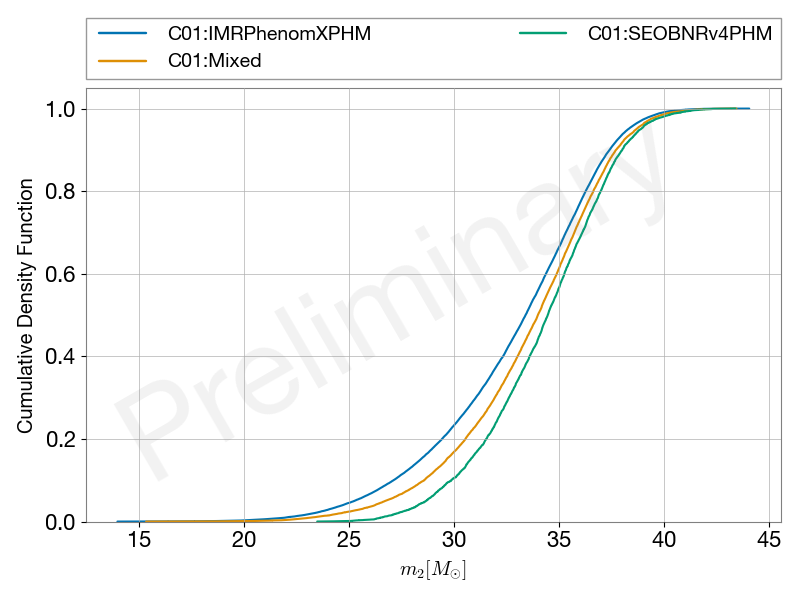 C01:IMRPhenomXPHM
C01:Mixed
C01:SEOBNRv4PHM
Cumulative Density Function
1.0
0.8
0.6
0.4
0.2
0.0
Preliminary
15 20 25 30 35 40 45
m₂[M⊙]